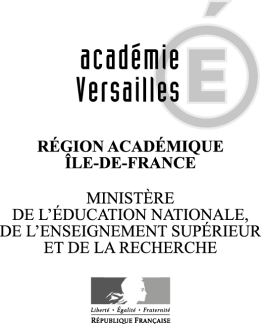 académie
Versailles
É
RÉGION ACADÉMIQUE
ÎLE-DE-FRANCE
MINISTÈRE
DE L'ÉDUCATION NATIONALE,
DE L'ENSEIGNEMENT SUPÉRIEUR
ET DE LA RECHERCHE
Liberté • Égalité • Fraternité
RÉPUBLIQUE FRANÇAISE